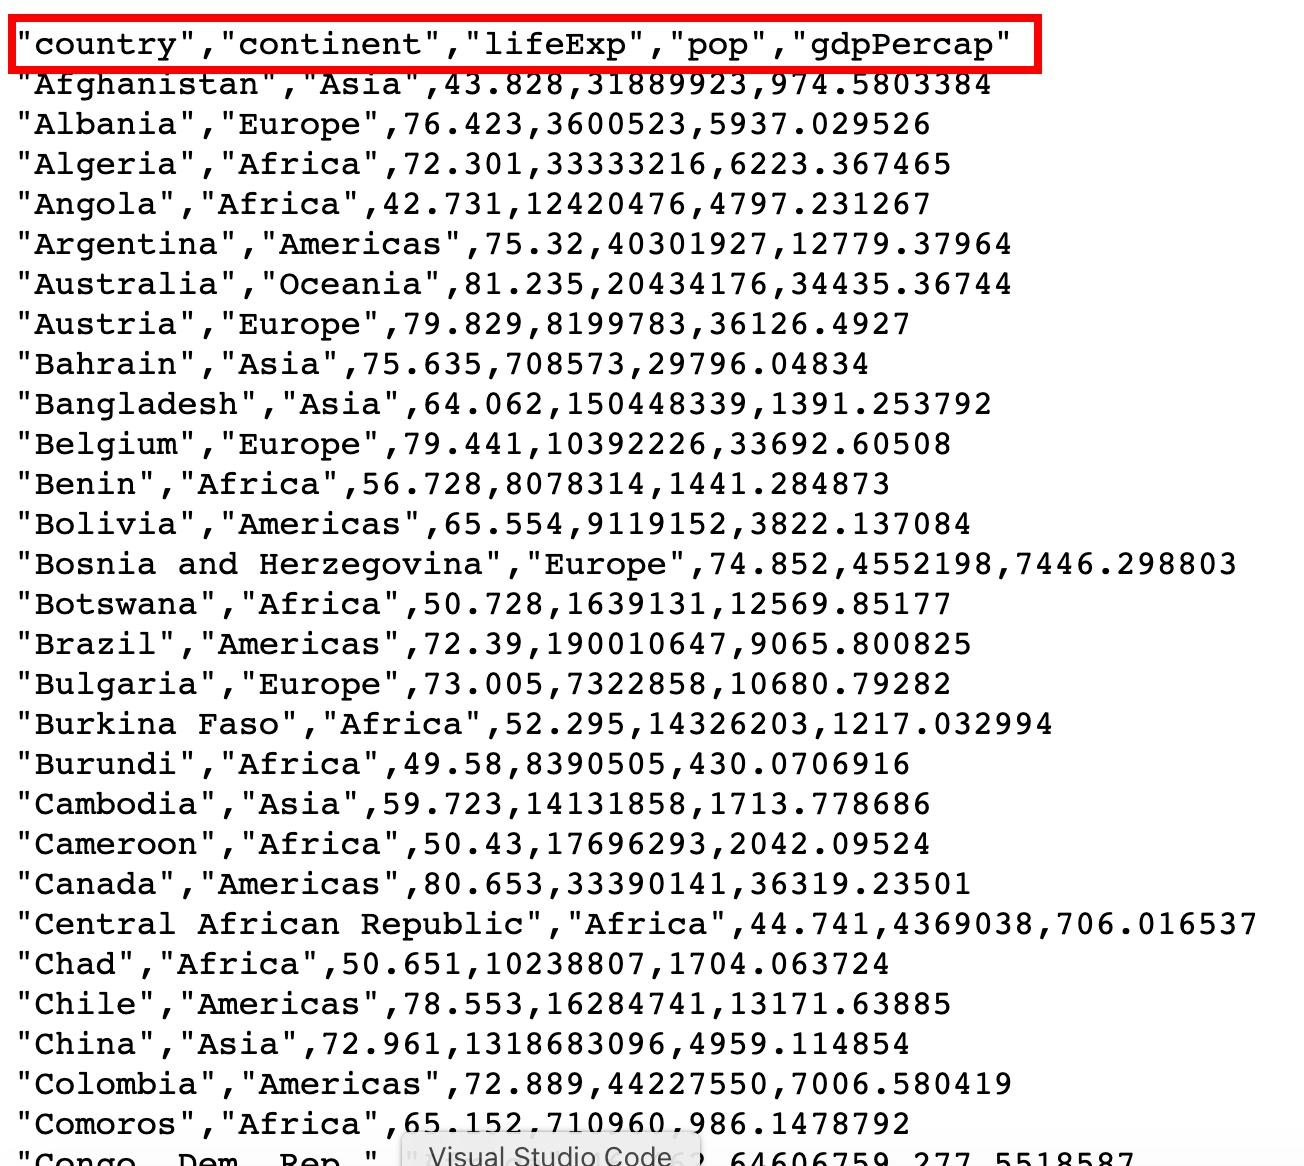 "country","continent","lifeExp","pop","gdpPercap"
"Afghanistan","Asia",43.828,31889923,974.5803384
"Albania","Europe",76.423,3600523,5937.029526
"Algeria","Africa",72.301,33333216,6223.367465
"Angola","Africa",42.731,12420476,4797.231267
"Argentina","Americas",75.32,40301927,12779.37964
"Australia","Oceania",81.235,20434176,34435.36744
"Austria","Europe",79.829,8199783,36126.4927
"Bahrain","Asia",75.635,708573,29796.04834
"Bangladesh","Asia",64.062,150448339,1391.253792
"Belgium","Europe",79.441,10392226,33692.60508
"Benin","Africa",56.728,8078314,1441.284873
"Bolivia","Americas",65.554,9119152,3822.137084
"Bosnia and Herzegovina","Europe",74.852,4552198,7446.298803
"Botswana","Africa",50.728,1639131,12569.85177
"Brazil","Americas",72.39,190010647,9065.800825
"Bulgaria","Europe",73.005,7322858,10680.79282
"Burkina Faso","Africa",52.295,14326203,1217.032994
"Burundi","Africa",49.58,8390505,430.0706916
"Cambodia","Asia",59.723,14131858,1713.778686
"Cameroon","Africa",50.43,17696293,2042.09524
"Canada","Americas",80.653,33390141,36319.23501
"Central African Republic","Africa",44.741,4369038,706.016537
"Chad","Africa",50.651,10238807,1704.063724
"Chile","Americas",78.553,16284741,13171.63885
"China","Asia",72.961,1318683096,4959.114854
"Colombia","Americas",72.889,44227550,7006.580419
"Comoros","Africa",65.152,710960,986.1478792
"Congo, Dem. Rep.", 64606759,277.5518587
Visual Studio Code